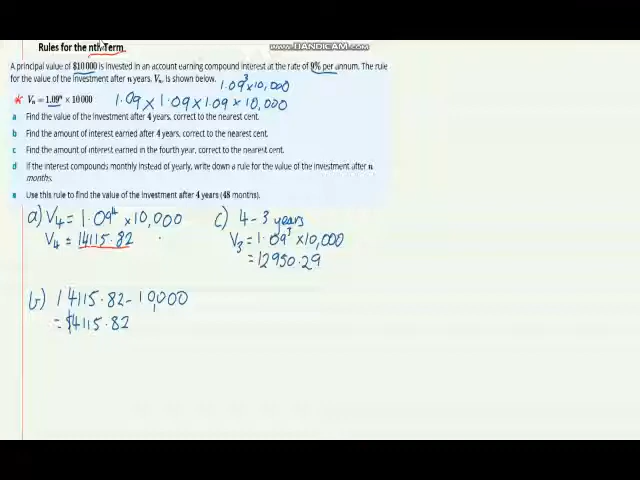 www.BANDICAM.com
Rules for the nth Term
A principal value of $10 000 is invested in an account earning compound interest at the rate of 9% per annum. The rule
for the value of the investment after n years, Vn, is shown below.
1.09³×10,000
* Vn = 1.09ⁿ × 10 000
1.09 × 1.09 × 1.09 × 10,000
a Find the value of the investment after 4 years, correct to the nearest cent.
b Find the amount of interest earned after 4 years, correct to the nearest cent.
c Find the amount of interest earned in the fourth year, correct to the nearest cent.
d If the interest compounds monthly instead of yearly, write down a rule for the value of the investment after n
months.
e Use this rule to find the value of the investment after 4 years (48 months).
a) V4 = 1.09⁴ × 10,000
V4 = 14115.82
b) 14115.82 - 10,000
= $4115.82
c) 4 - 3 years
V3 = 1.09³ × 10,000
= 12950.29